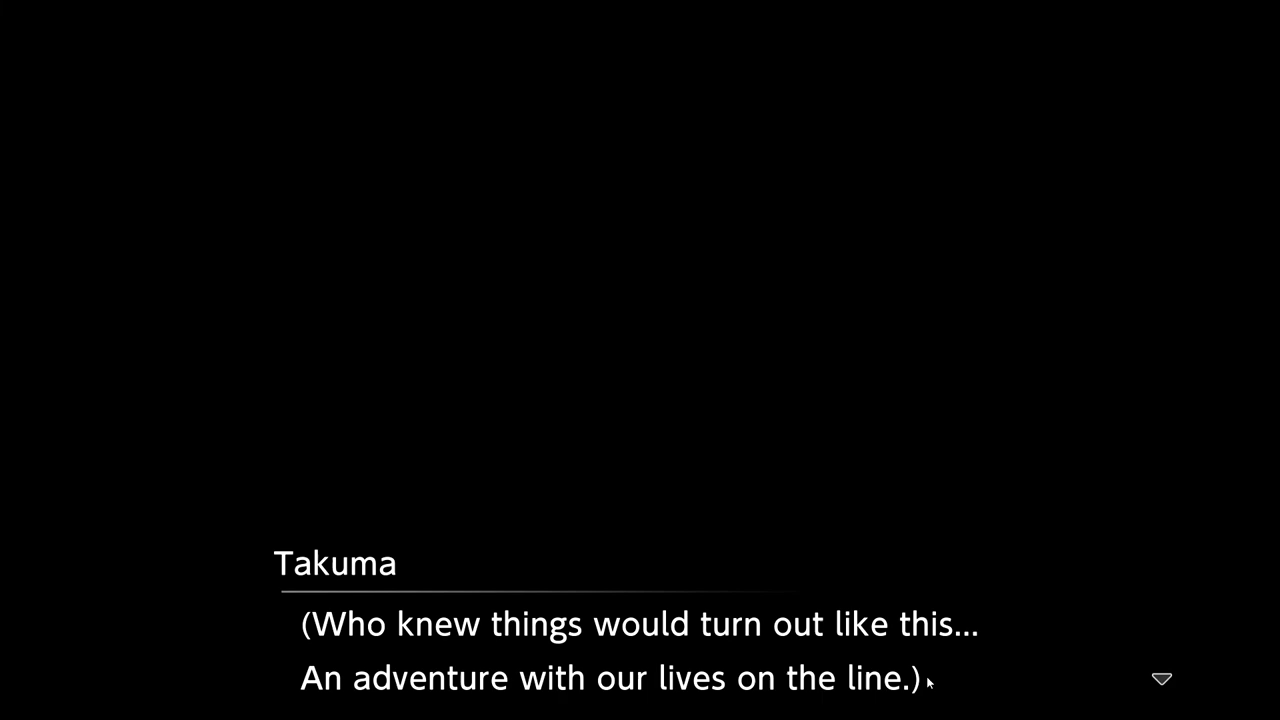 Takuma
(Who knew things would turn out like this...
An adventure with our lives on the line.)